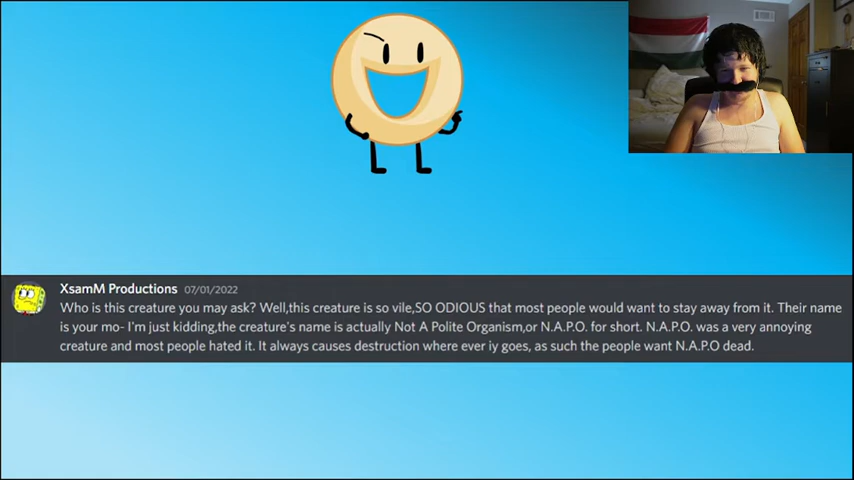 XsamM Productions 07/01/2022
Who is this creature you may ask? Well,this creature is so vile,SO ODIOUS that most people would want to stay away from it. Their name
is your mo- I'm just kidding,the creature's name is actually Not A Polite Organism,or N.A.P.O. for short. N.A.P.O. was a very annoying
creature and most people hated it. It always causes destruction where ever iy goes, as such the people want N.A.P.O dead.